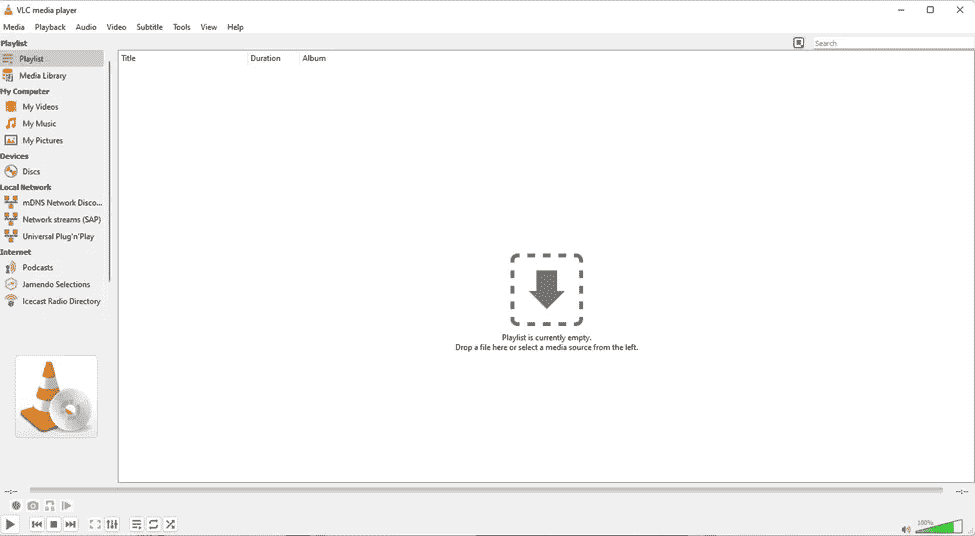 VLC media player
Media Playback Audio Video Subtitle Tools View Help
Playlist
Search
Playlist
Title Duration Album
Media Library
My Computer
My Videos
My Music
My Pictures
Devices
Discs
Local Network
mDNS Network Disco...
Network streams (SAP)
Universal Plug'n'Play
Internet
Podcasts
Jamendo Selections
Icecast Radio Directory
Playlist is currently empty.
Drop a file here or select a media source from the left.
--:-- --:--
100%